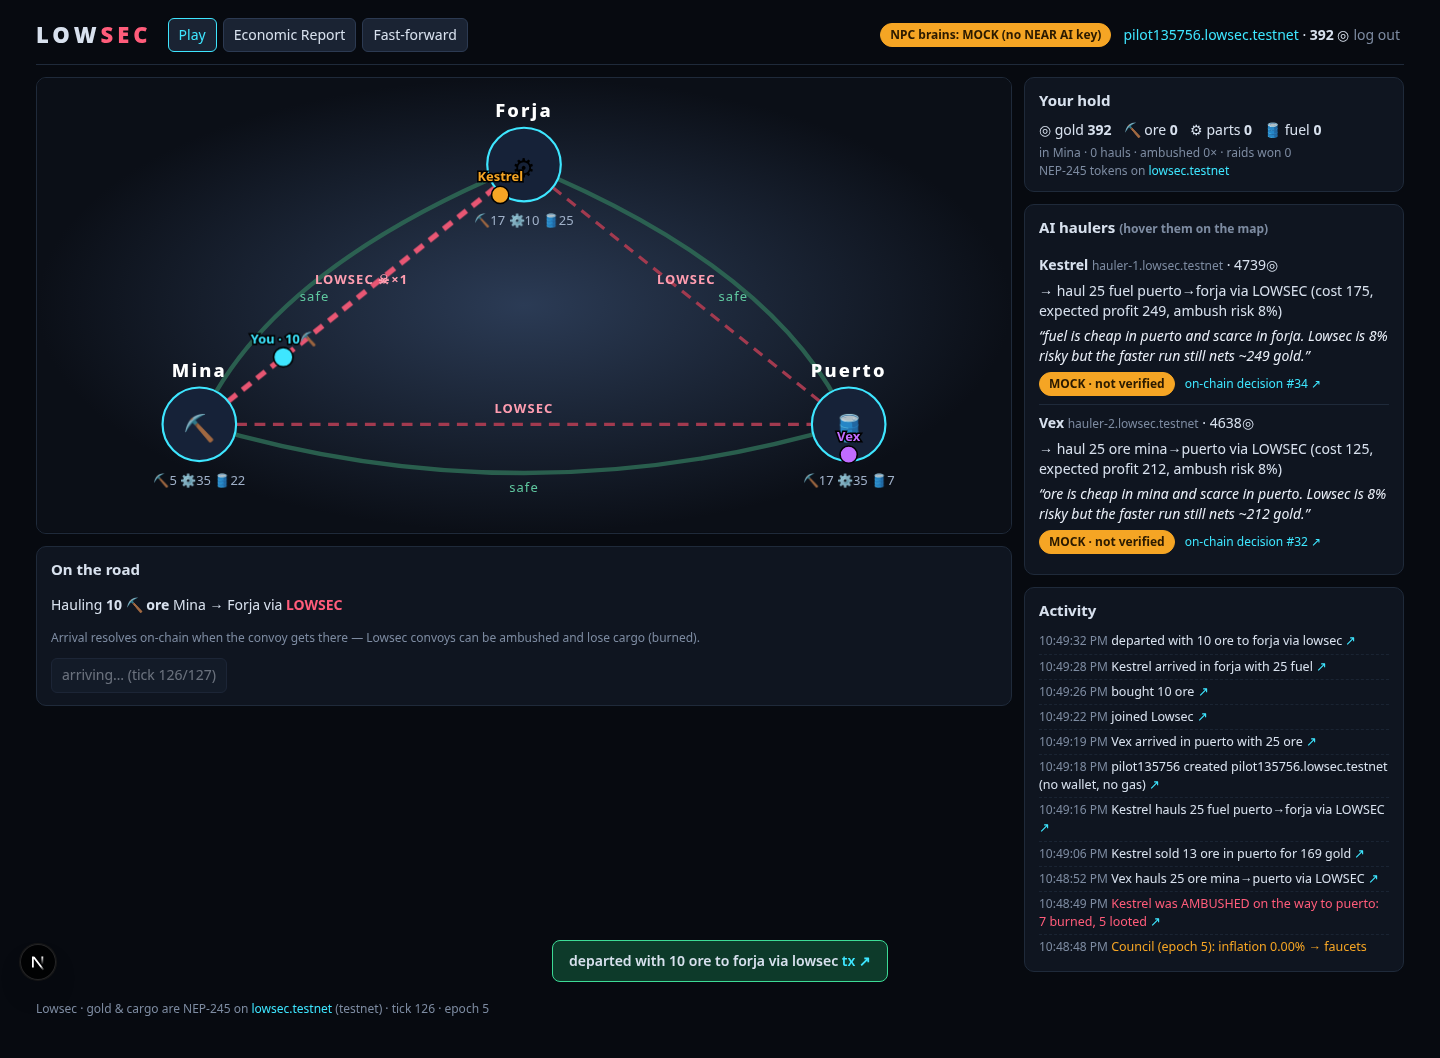 LOWSEC
Play
Economic Report
Fast-forward
NPC brains: MOCK (no NEAR AI key)
pilot135756.lowsec.testnet · 392 ◎ log out
Forja
Kestrel
⛏️17 ⚙️10 🛢️25
LOWSEC ☠×1
safe
LOWSEC
safe
You · 10⛏️
Mina
Puerto
LOWSEC
Vex
⛏️5 ⚙️35 🛢️22
⛏️17 ⚙️35 🛢️7
safe
On the road
Hauling 10 ⛏️ ore Mina → Forja via LOWSEC
Arrival resolves on-chain when the convoy gets there — Lowsec convoys can be ambushed and lose cargo (burned).
arriving… (tick 126/127)
Your hold
◎ gold 392 ⛏️ ore 0 ⚙ parts 0 🛢️ fuel 0
in Mina · 0 hauls · ambushed 0× · raids won 0
NEP-245 tokens on lowsec.testnet
AI haulers (hover them on the map)
Kestrel hauler-1.lowsec.testnet · 4739◎
→ haul 25 fuel puerto→forja via LOWSEC (cost 175,
expected profit 249, ambush risk 8%)
“fuel is cheap in puerto and scarce in forja. Lowsec is 8%
risky but the faster run still nets ~249 gold.”
MOCK · not verified on-chain decision #34 ↗
Vex hauler-2.lowsec.testnet · 4638◎
→ haul 25 ore mina→puerto via LOWSEC (cost 125,
expected profit 212, ambush risk 8%)
“ore is cheap in mina and scarce in puerto. Lowsec is 8%
risky but the faster run still nets ~212 gold.”
MOCK · not verified on-chain decision #32 ↗
Activity
10:49:32 PM departed with 10 ore to forja via lowsec ↗
10:49:28 PM Kestrel arrived in forja with 25 fuel ↗
10:49:26 PM bought 10 ore ↗
10:49:22 PM joined Lowsec ↗
10:49:19 PM Vex arrived in puerto with 25 ore ↗
10:49:18 PM pilot135756 created pilot135756.lowsec.testnet
(no wallet, no gas) ↗
10:49:16 PM Kestrel hauls 25 fuel puerto→forja via LOWSEC
↗
10:49:06 PM Kestrel sold 13 ore in puerto for 169 gold ↗
10:48:52 PM Vex hauls 25 ore mina→puerto via LOWSEC ↗
10:48:49 PM Kestrel was AMBUSHED on the way to puerto:
7 burned, 5 looted ↗
10:48:48 PM Council (epoch 5): inflation 0.00% → faucets
departed with 10 ore to forja via lowsec tx ↗
N
Lowsec · gold & cargo are NEP-245 on lowsec.testnet (testnet) · tick 126 · epoch 5